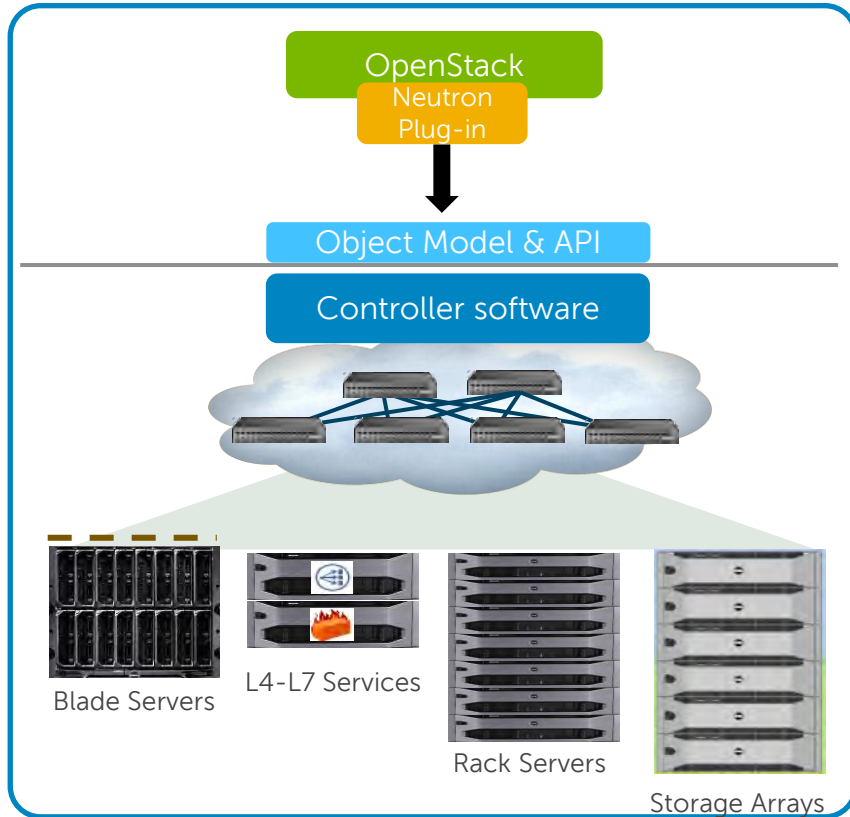 OpenStack
Neutron
Plug-in
Object Model & API
Controller software
Blade Servers
L4-L7 Services
Rack Servers
Storage Arrays